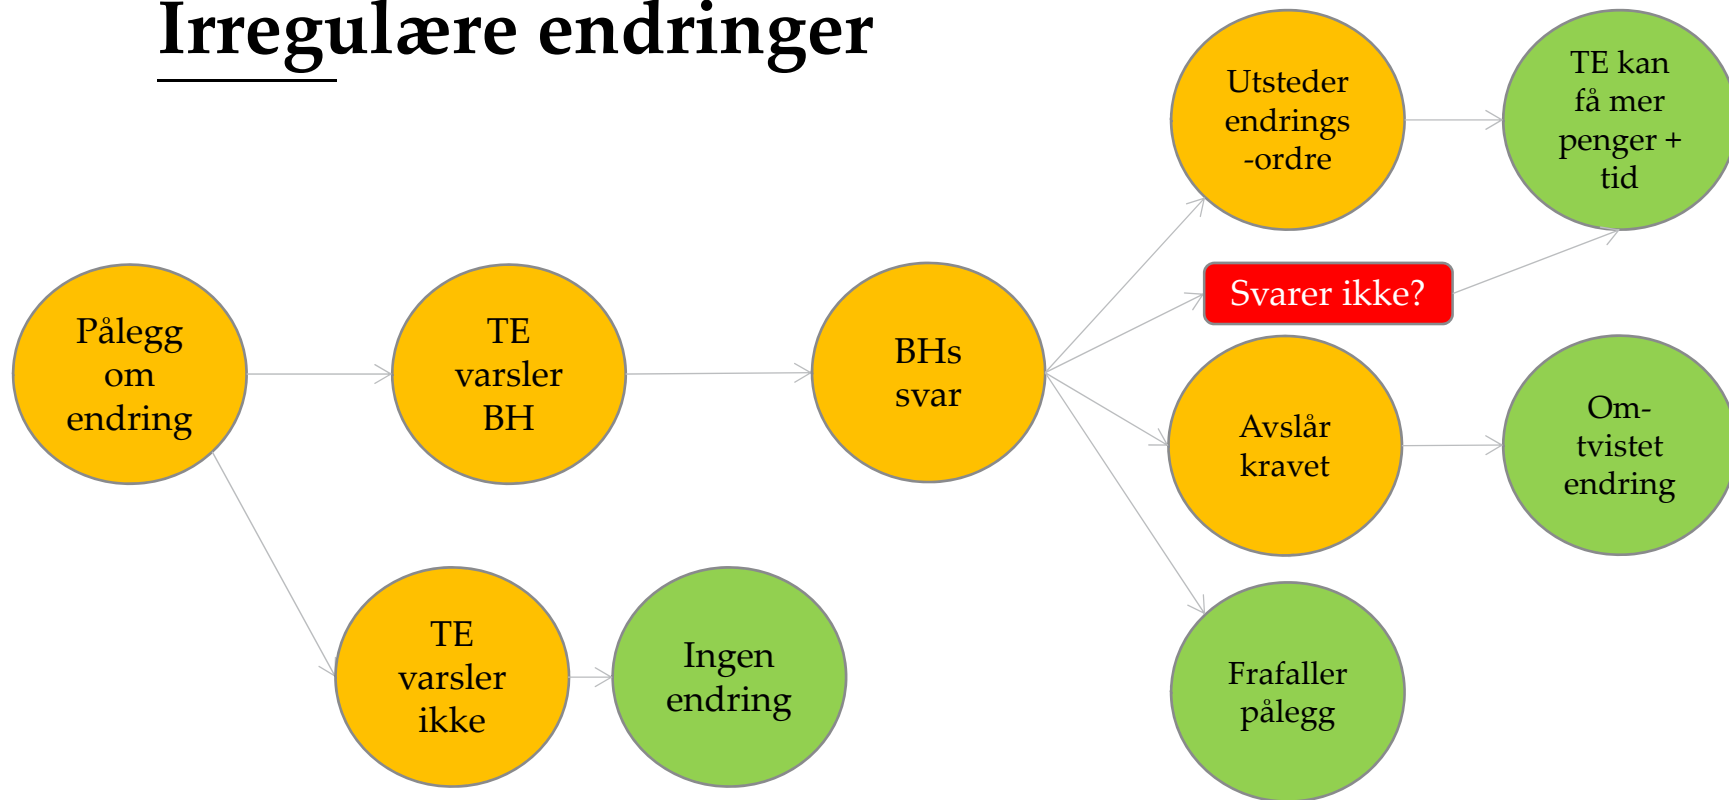 Irregulære endringer
Utsteder
endrings
-ordre
TE kan
få mer
penger +
tid
Svarer ikke?
Pålegg
om
endring
TE
varsler
BH
BHs
svar
Avslår
kravet
Om-
tvistet
endring
TE
varsler
ikke
Ingen
endring
Frafaller
pålegg